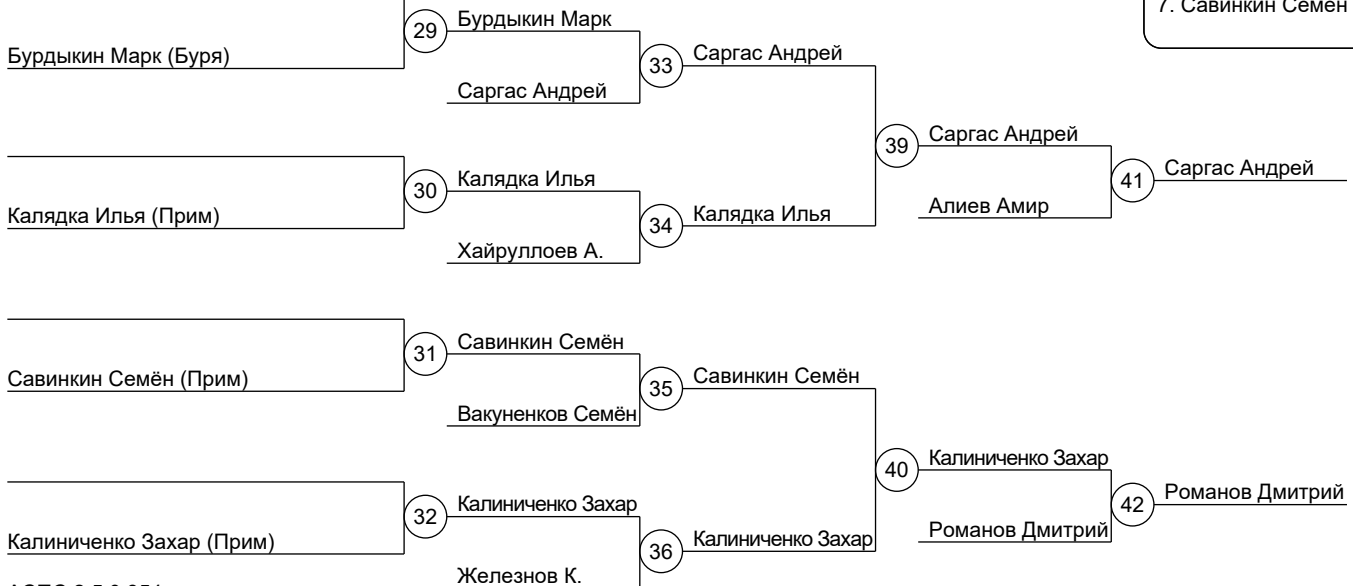 7. Савинкин Семён
29
Бурдыкин Марк
Бурдыкин Марк (Буря)
33
Саргас Андрей
Саргас Андрей
39
Саргас Андрей
41
Саргас Андрей
30
Калядка Илья
Калядка Илья (Прим)
34
Калядка Илья
Алиев Амир
Хайруллоев А.
31
Савинкин Семён
Савинкин Семён (Прим)
35
Савинкин Семён
Вакуненков Семён
40
Калиниченко Захар
42
Романов Дмитрий
32
Калиниченко Захар
Романов Дмитрий
Калиниченко Захар (Прим)
36
Калиниченко Захар
Железнов К.